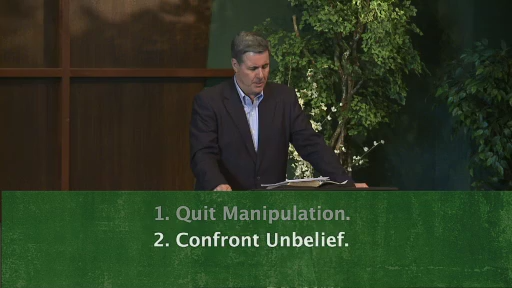 1. Quit Manipulation.
2. Confront Unbelief.